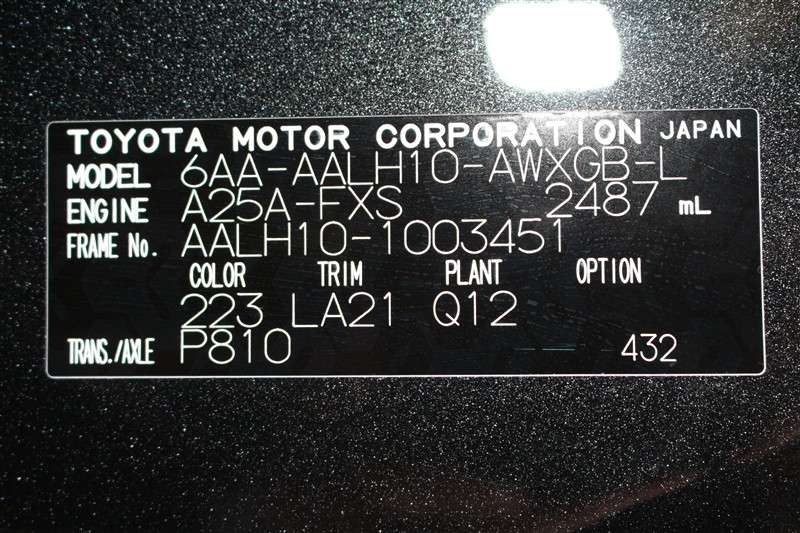 TOYOTA MOTOR CORPORATION JAPAN
MODEL 6AA-AALH10-AWXGB-L
ENGINE A25A-FXS 2487 mL
FRAME No. AALH10-1003451
COLOR TRIM PLANT OPTION
223 LA21 Q12
TRANS./AXLE P810 432